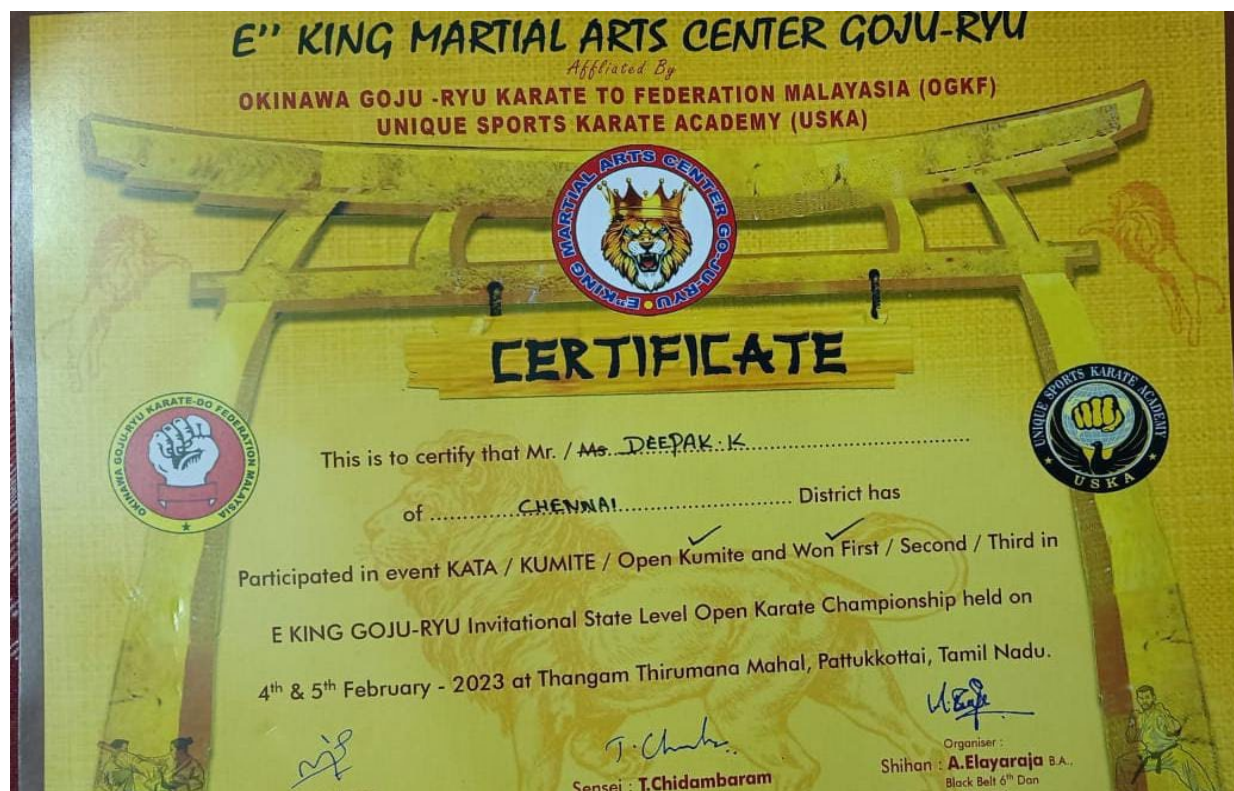 E" KING MARTIAL ARTS CENTER GOJU-RYU
Affliated By
OKINAWA GOJU -RYU KARATE TO FEDERATION MALAYASIA (OGKF)
UNIQUE SPORTS KARATE ACADEMY (USKA)
E"KING MARTIAL ARTS CENTER GO-JU-RYU
CERTIFICATE
OKINAWA GOJU-RYU KARATE-DO FEDERATION MALAYSIA
UNIQUE SPORTS KARATE ACADEMY
USKA
This is to certify that Mr. / Ms. DEEPAK. K
of CHENNAI District has
Participated in event KATA / KUMITE / Open Kumite and Won First / Second / Third in
E KING GOJU-RYU Invitational State Level Open Karate Championship held on
4th & 5th February - 2023 at Thangam Thirumana Mahal, Pattukkottai, Tamil Nadu.
Organiser :
Sensei : T.Chidambaram
Shihan : A.Elayaraja B.A.,
Black Belt 6th Dan